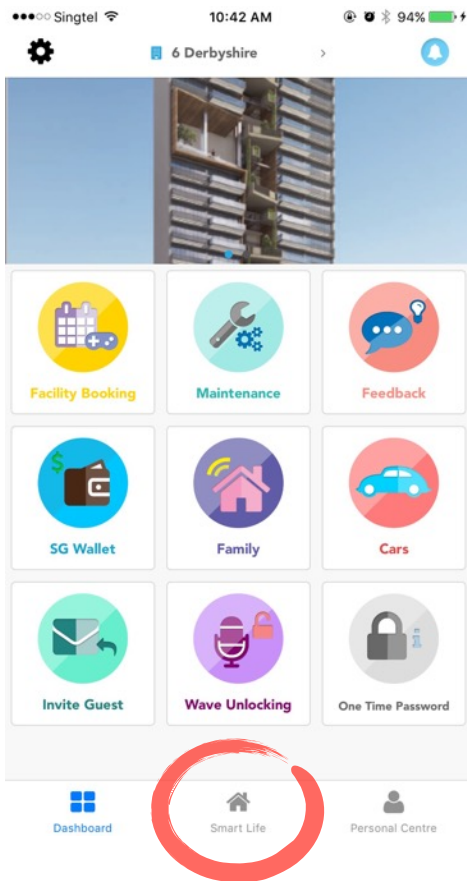 Singtel 10:42 AM 94%
6 Derbyshire
Facility Booking Maintenance Feedback
$
SG Wallet Family Cars
Invite Guest Wave Unlocking One Time Password
Dashboard Smart Life Personal Centre